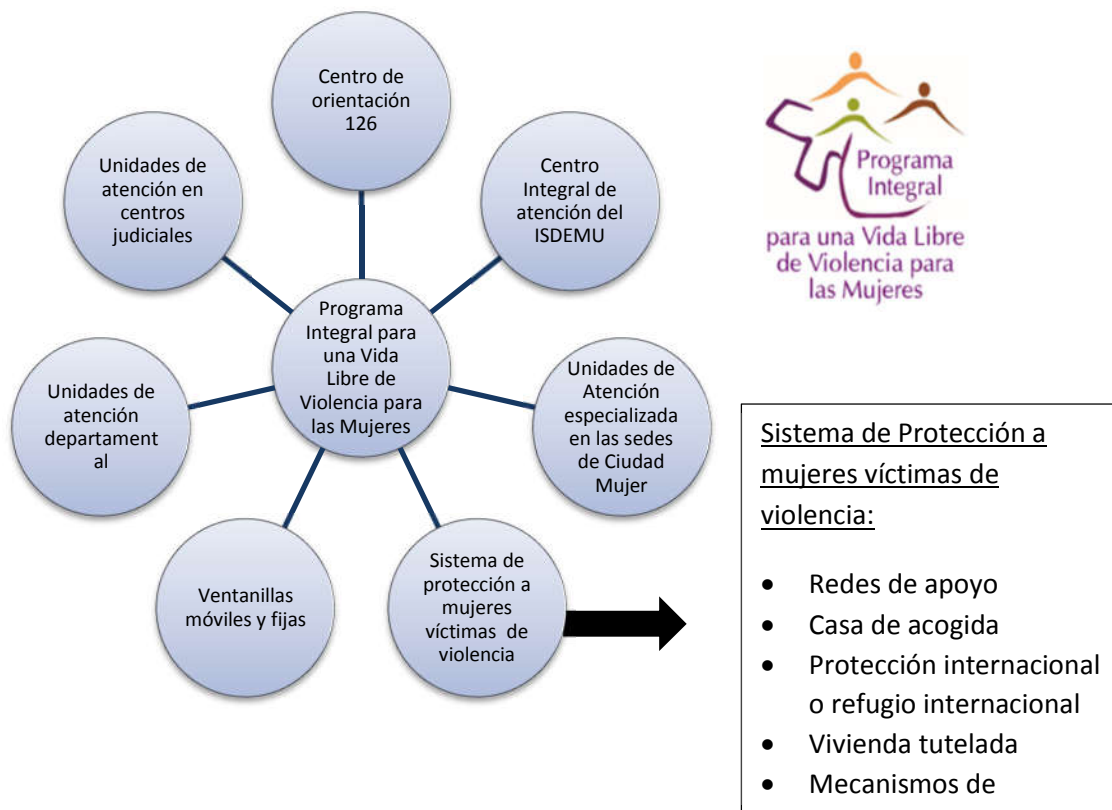 Centro de
orientación
126
Centro
Integral de
atención del
ISDEMU
Unidades de
Atención
especializada
en las sedes
de Ciudad
Mujer
Sistema de
protección a
mujeres
víctimas de
violencia
Ventanillas
móviles y fijas
Unidades de
atención
departament
al
Unidades de
atención en
centros
judiciales
Programa
Integral para
una Vida
Libre de
Violencia para
las Mujeres
Programa
Integral
para una Vida Libre
de Violencia para
las Mujeres
Sistema de Protección a
mujeres víctimas de
violencia:
• Redes de apoyo
• Casa de acogida
• Protección internacional
o refugio internacional
• Vivienda tutelada
• Mecanismos de